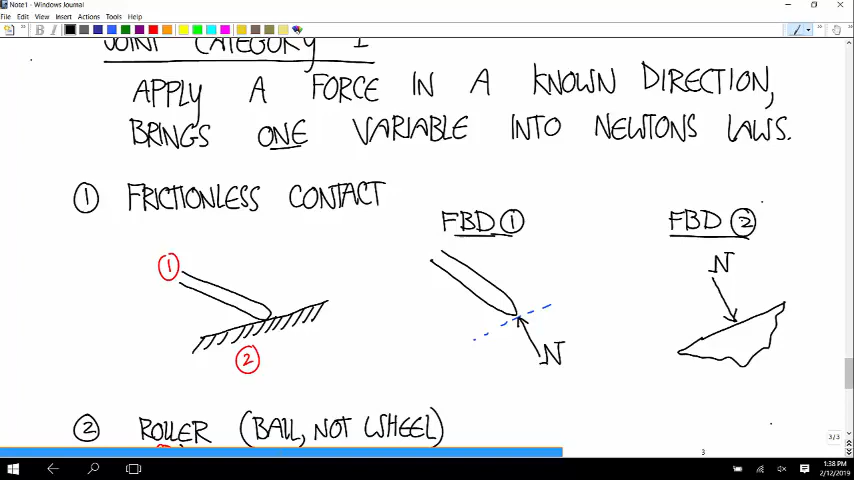 Note1 - Windows Journal
File Edit View Insert Actions Tools Help
JOINT CATEGORY 1
APPLY A FORCE IN A KNOWN DIRECTION,
BRINGS ONE VARIABLE INTO NEWTONS LAWS.
① FRICTIONLESS CONTACT
FBD ①
FBD ②
①
N
②
N
② ROLLER (BALL, NOT WHEEL)
3/3
3
1:38 PM
2/12/2019